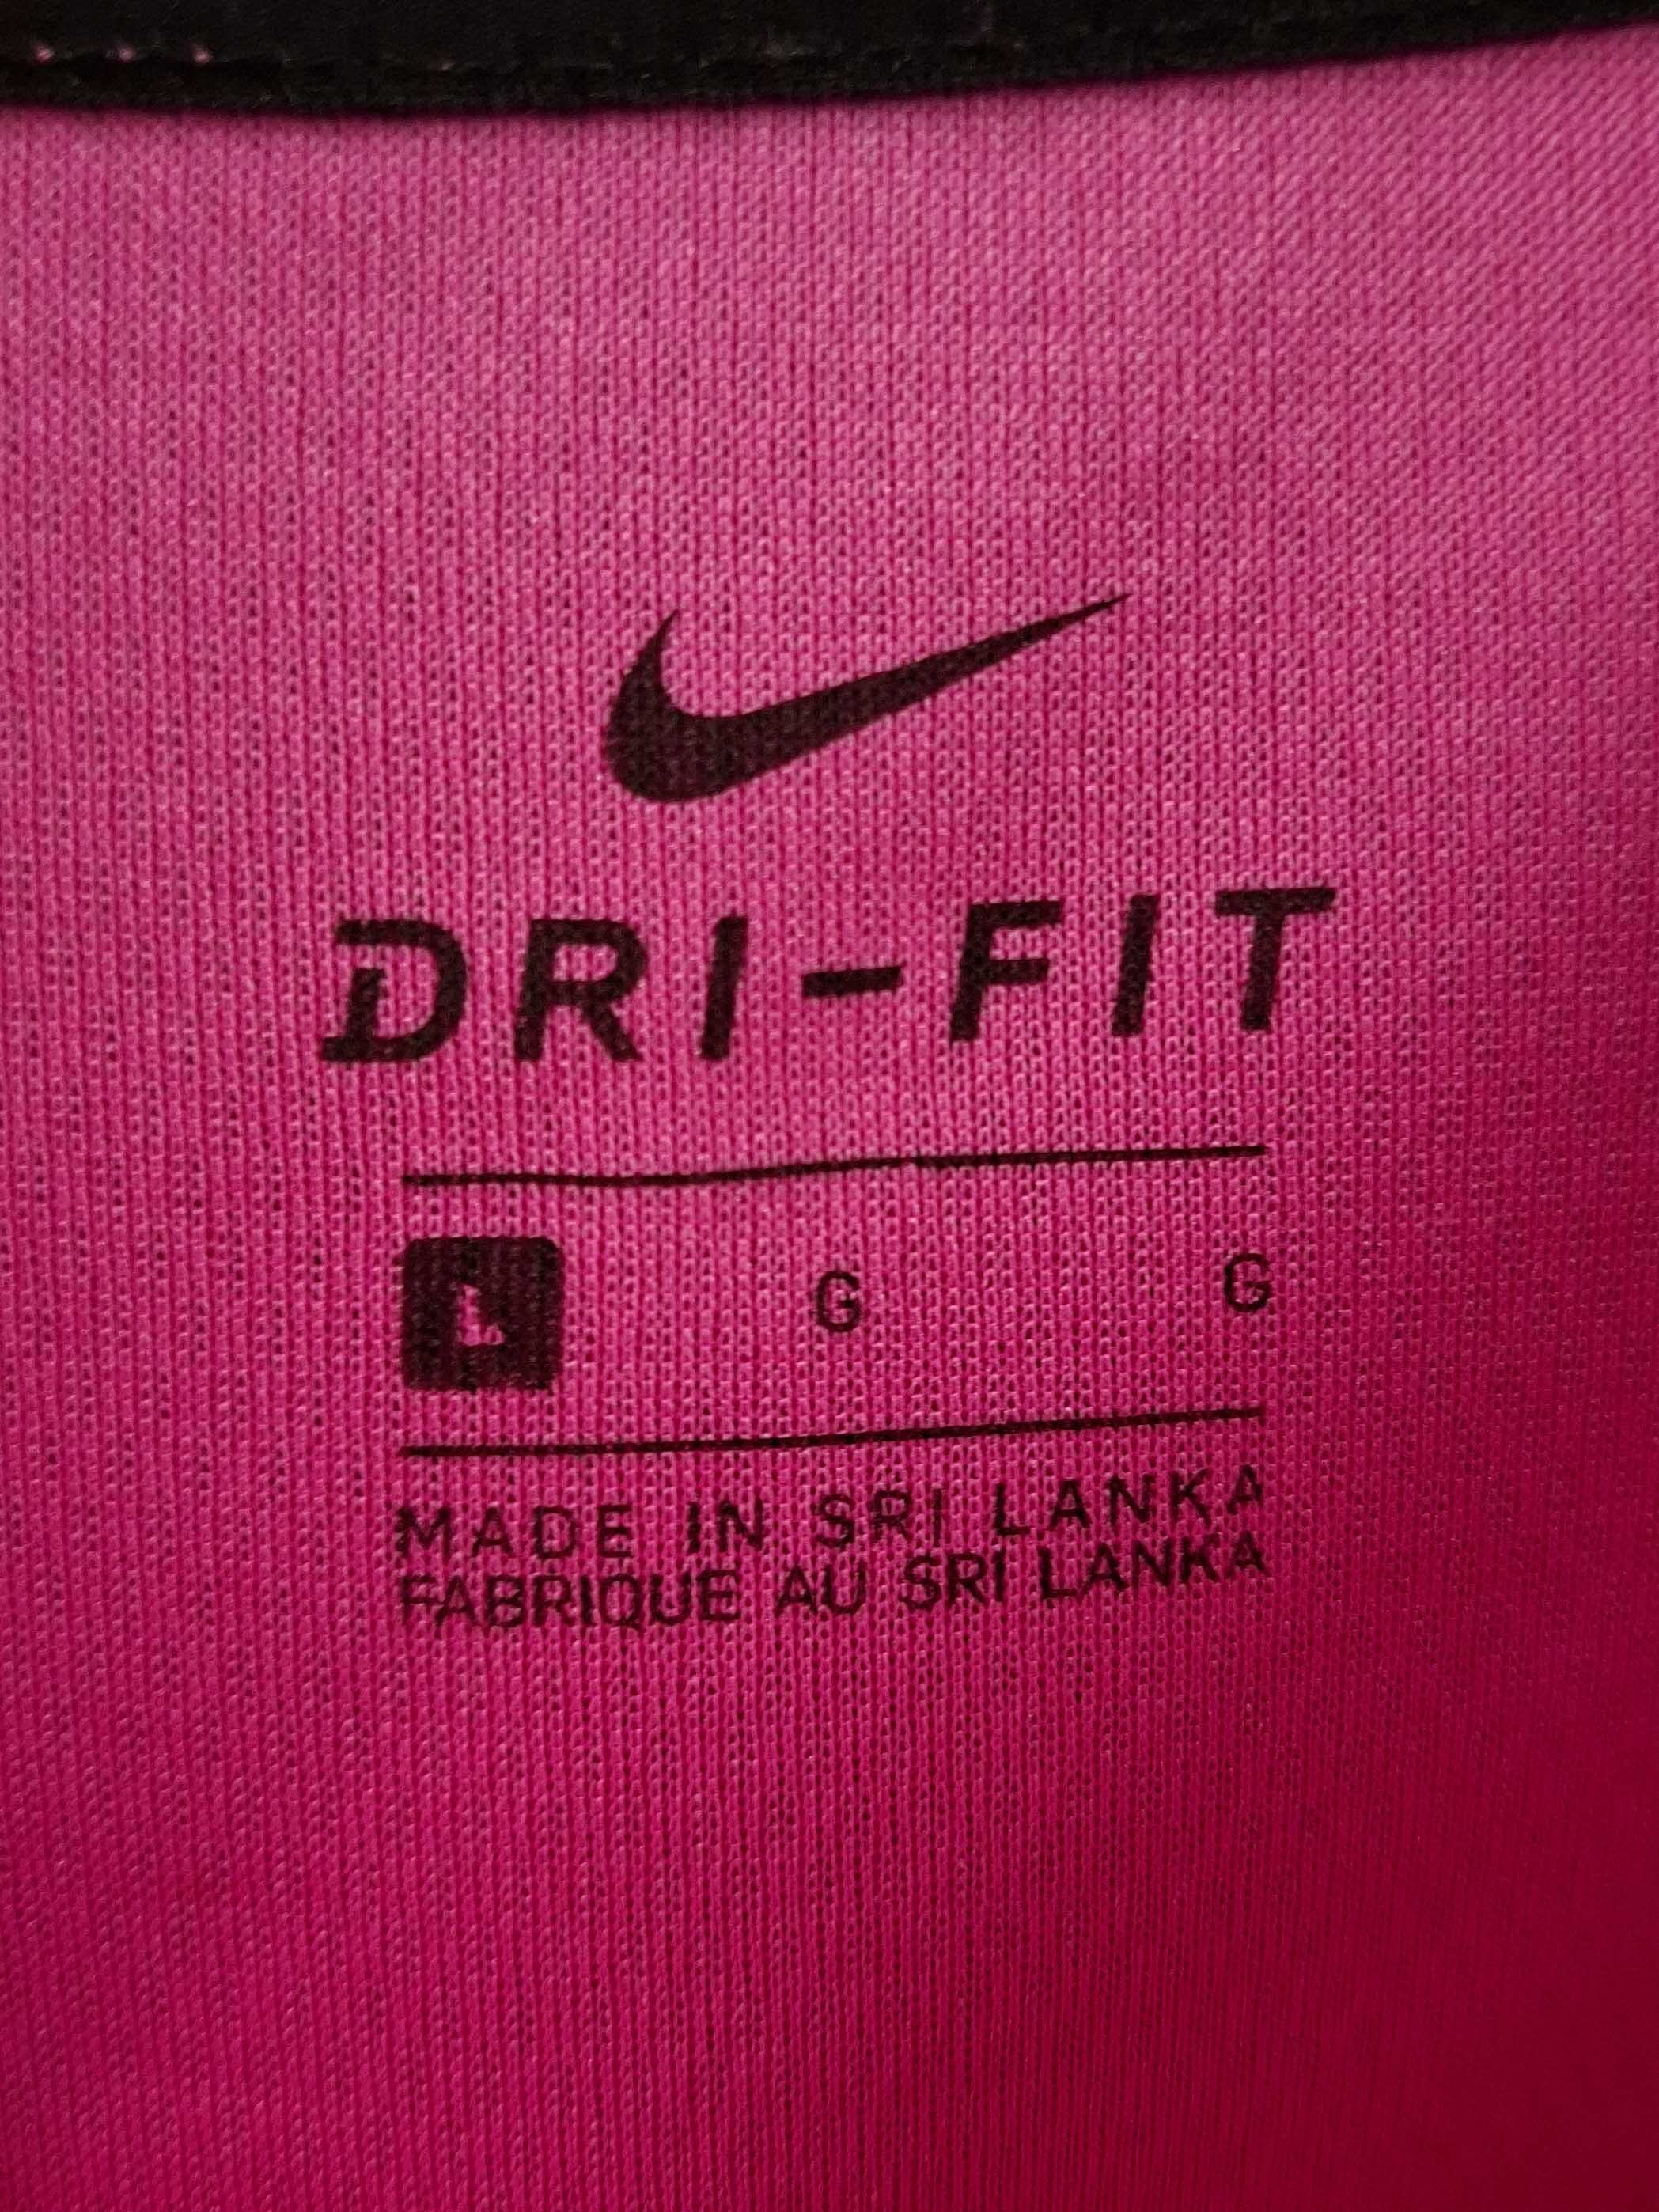 DRI-FIT
L G G
MADE IN SRI LANKA
FABRIQUE AU SRI LANKA